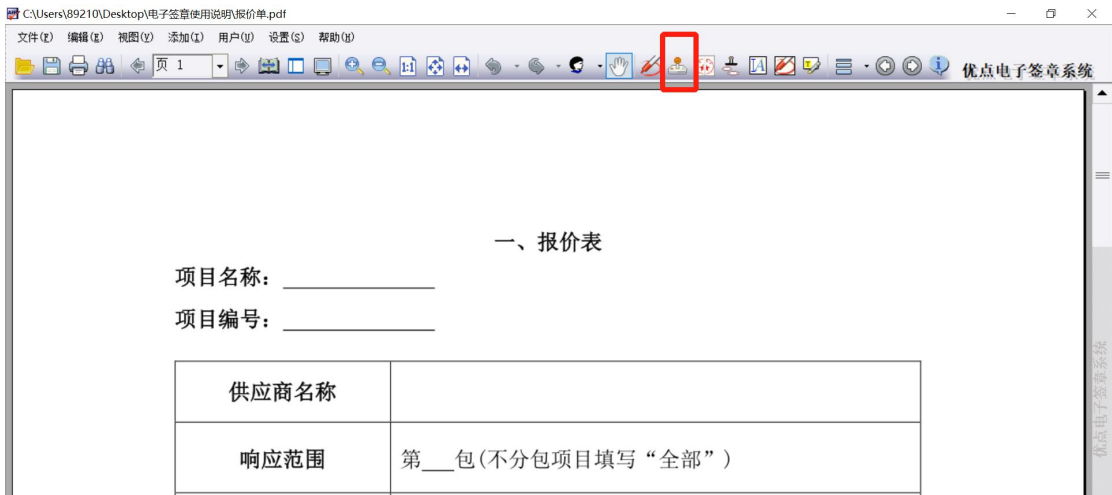 C:\Users\89210\Desktop\电子签章使用说明\报价单.pdf
文件(F) 编辑(E) 视图(V) 添加(I) 用户(U) 设置(S) 帮助(H)
页 1
1:1
优点电子签章系统
一、报价表
项目名称：______________
项目编号：______________
供应商名称
响应范围 第___包(不分包项目填写“全部”)
优点电子签章系统